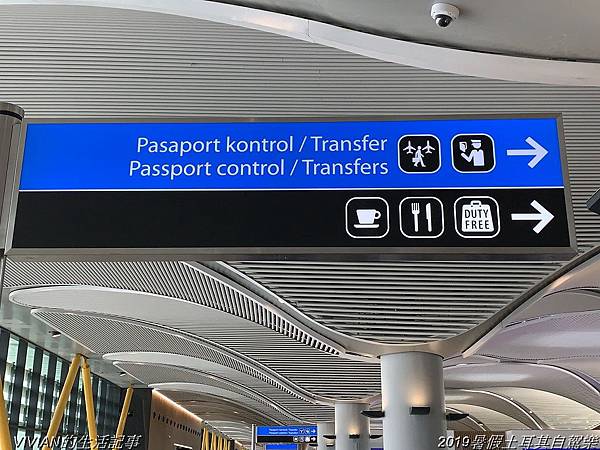 Pasaport kontrol / Transfer
Passport control / Transfers
DUTY
FREE
VIVIAN的生活記事
2019暑假土耳其自駕樂